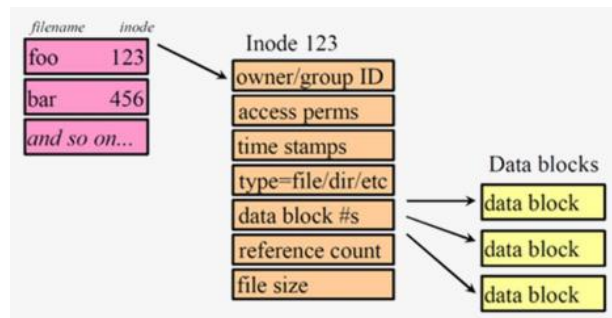 filename inode
foo 123
bar 456
and so on...
Inode 123
owner/group ID
access perms
time stamps
type=file/dir/etc
data block #s
reference count
file size
Data blocks
data block
data block
data block